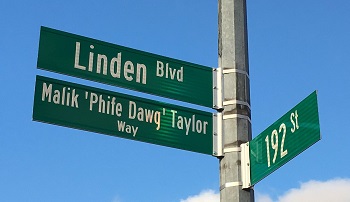 Linden Blvd
Malik 'Phife Dawg' Taylor
Way
192 St